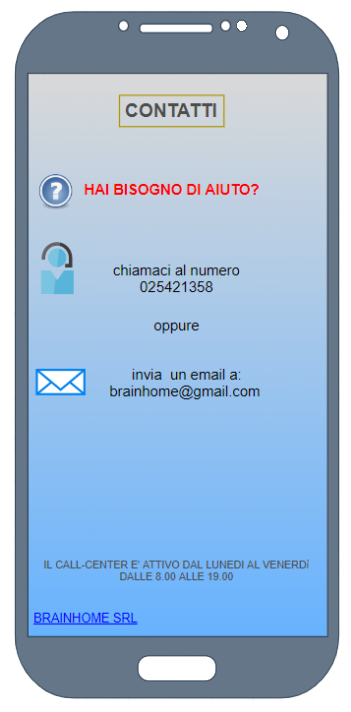 CONTATTI
HAI BISOGNO DI AIUTO?
chiamaci al numero
025421358
oppure
invia  un email a:
brainhome@gmail.com
IL CALL-CENTER E' ATTIVO DAL LUNEDI AL VENERDì
DALLE 8.00 ALLE 19.00
BRAINHOME SRL